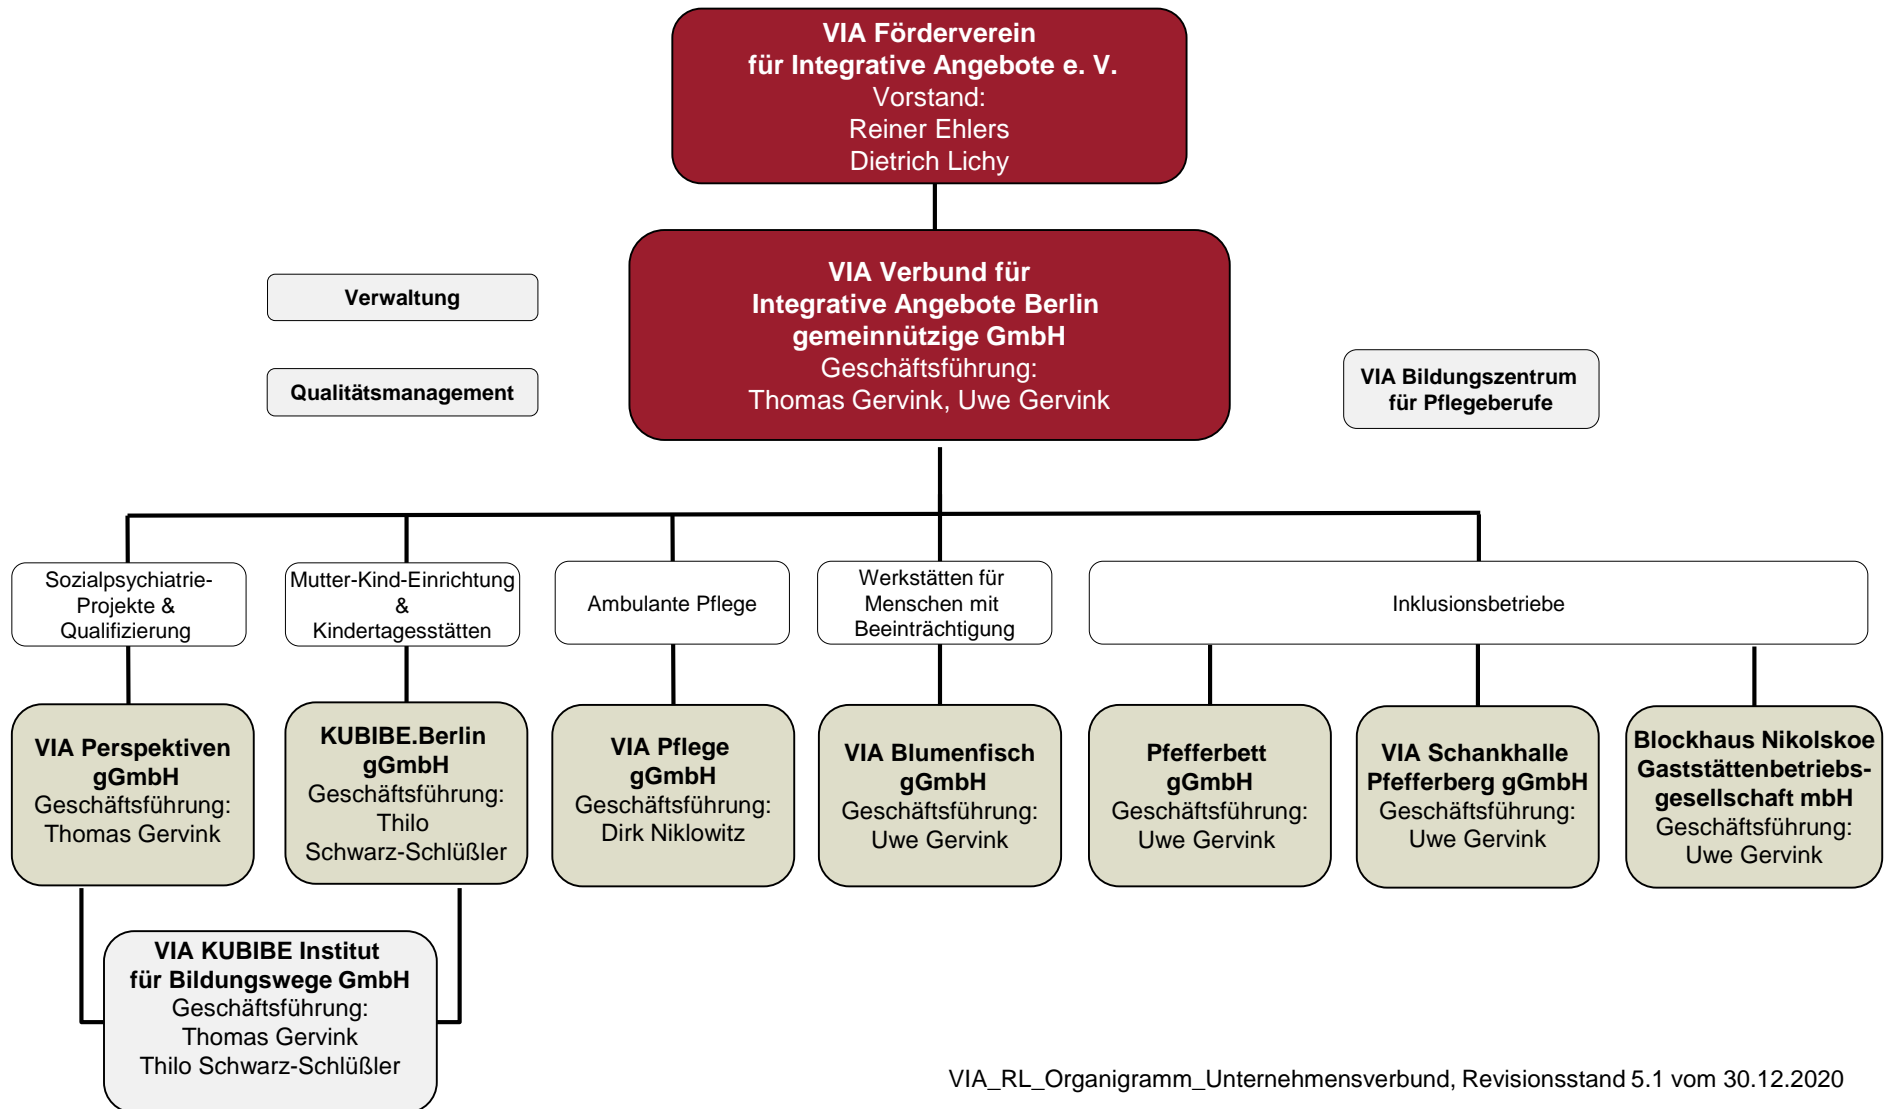 VIA Förderverein
für Integrative Angebote e. V.
Vorstand:
Reiner Ehlers
Dietrich Lichy
VIA Verbund für
Integrative Angebote Berlin
gemeinnützige GmbH
Geschäftsführung:
Thomas Gervink, Uwe Gervink
Verwaltung
Qualitätsmanagement
VIA Bildungszentrum
für Pflegeberufe
Sozialpsychiatrie-
Projekte &
Qualifizierung
Mutter-Kind-Einrichtung
&
Kindertagesstätten
Ambulante Pflege
Werkstätten für
Menschen mit
Beeinträchtigung
Inklusionsbetriebe
VIA Perspektiven
gGmbH
Geschäftsführung:
Thomas Gervink
KUBIBE.Berlin
gGmbH
Geschäftsführung:
Thilo
Schwarz-Schlüßler
VIA Pflege
gGmbH
Geschäftsführung:
Dirk Niklowitz
VIA Blumenfisch
gGmbH
Geschäftsführung:
Uwe Gervink
Pfefferbett
gGmbH
Geschäftsführung:
Uwe Gervink
VIA Schankhalle
Pfefferberg gGmbH
Geschäftsführung:
Uwe Gervink
Blockhaus Nikolskoe
Gaststättenbetriebs-
gesellschaft mbH
Geschäftsführung:
Uwe Gervink
VIA KUBIBE Institut
für Bildungswege GmbH
Geschäftsführung:
Thomas Gervink
Thilo Schwarz-Schlüßler
VIA_RL_Organigramm_Unternehmensverbund, Revisionsstand 5.1 vom 30.12.2020